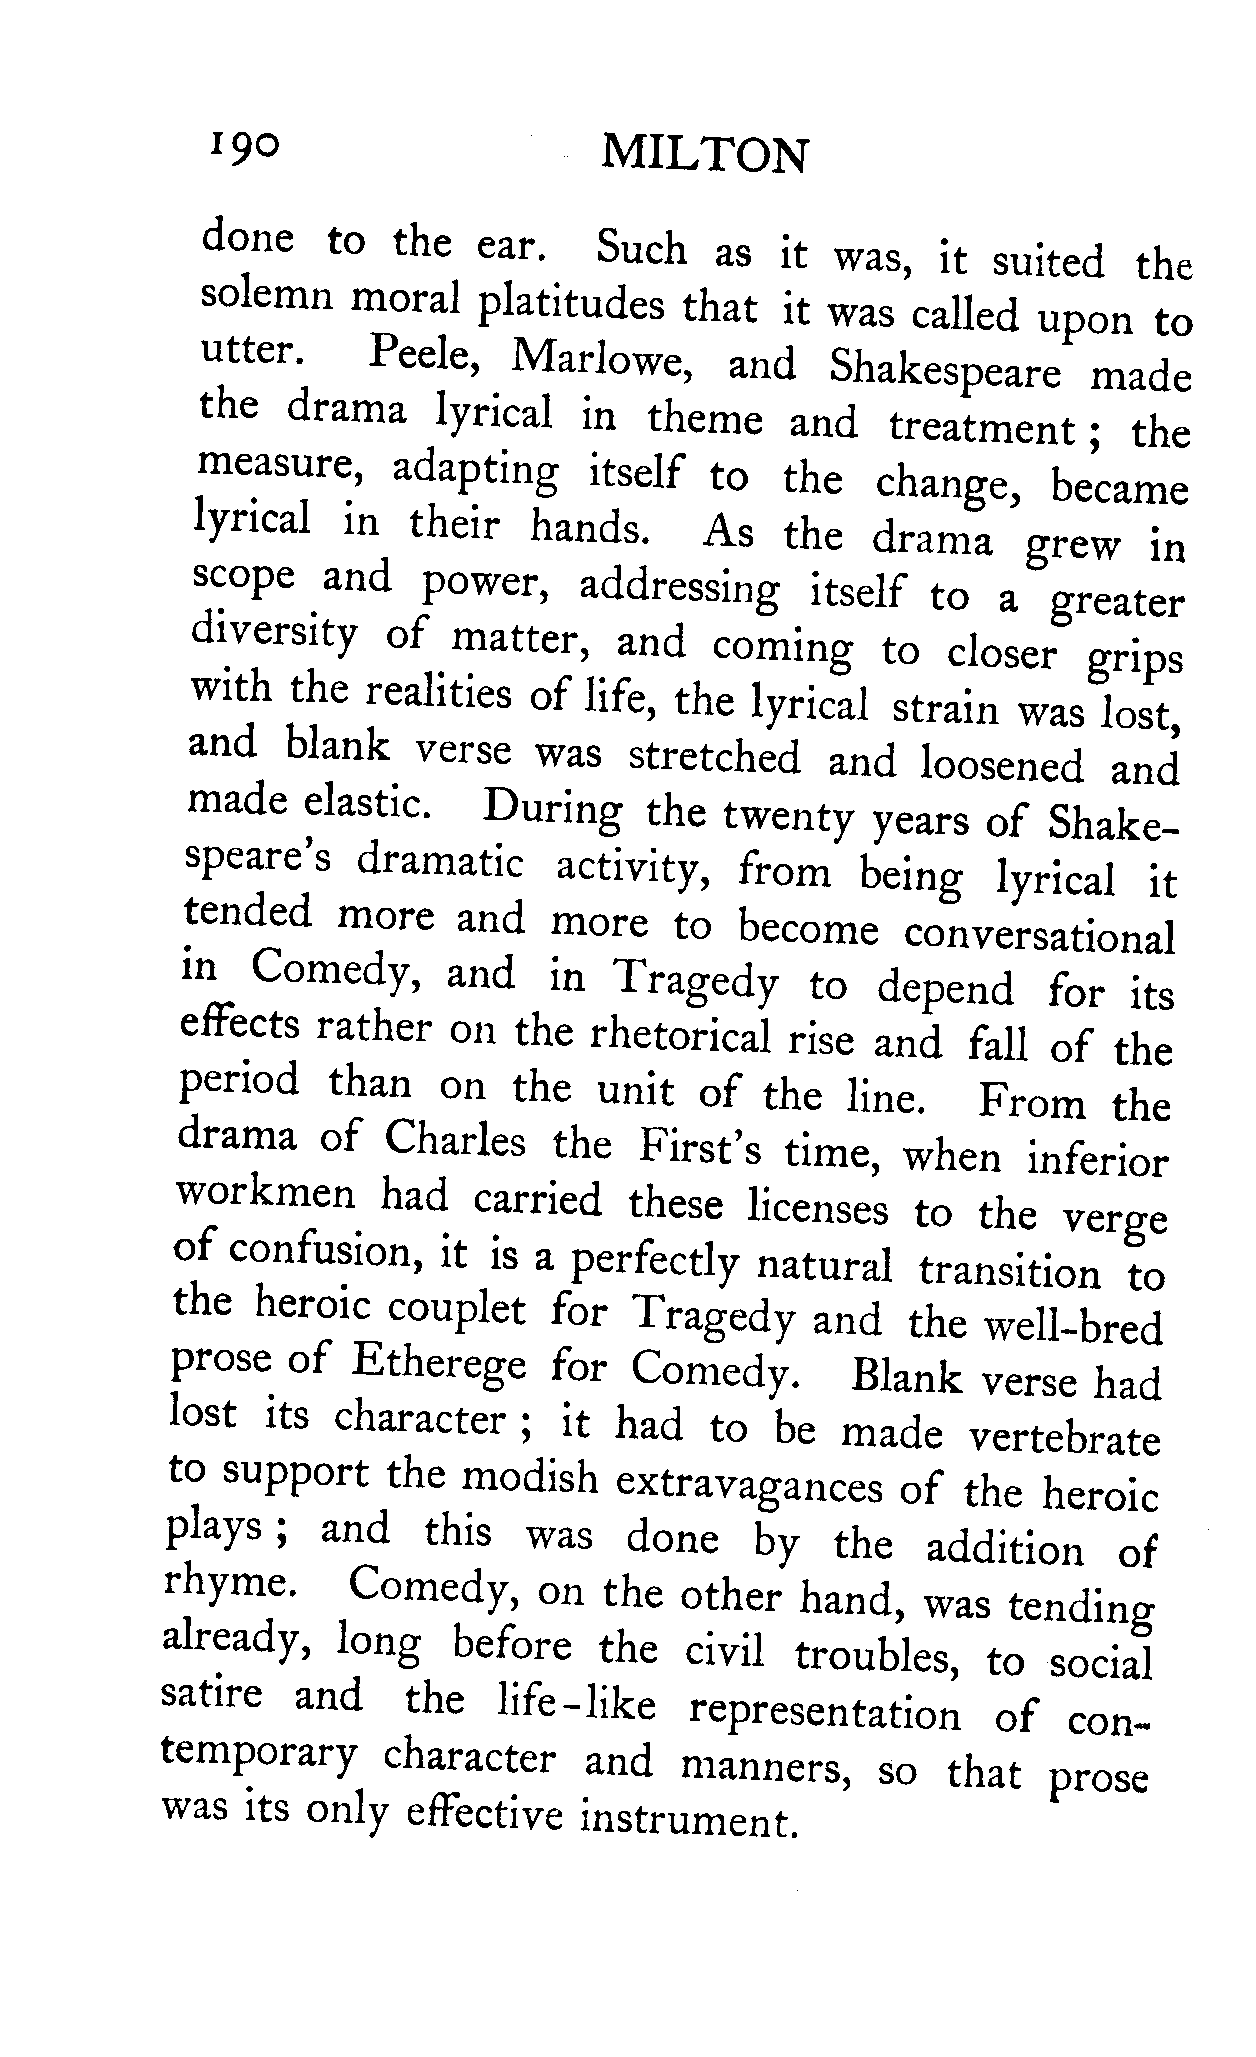 190 MILTON
done to the ear. Such as it was, it suited the
solemn moral platitudes that it was called upon to
utter. Peele, Marlowe, and Shakespeare made
the drama lyrical in theme and treatment ; the
measure, adapting itself to the change, became
lyrical in their hands. As the drama grew in
scope and power, addressing itself to a greater
diversity of matter, and coming to closer grips
with the realities of life, the lyrical strain was lost,
and blank verse was stretched and loosened and
made elastic. During the twenty years of Shake-
speare's dramatic activity, from being lyrical it
tended more and more to become conversational
in Comedy, and in Tragedy to depend for its
effects rather on the rhetorical rise and fall of the
period than on the unit of the line. From the
drama of Charles the First's time, when inferior
workmen had carried these licenses to the verge
of confusion, it is a perfectly natural transition to
the heroic couplet for Tragedy and the well-bred
prose of Etherege for Comedy. Blank verse had
lost its character ; it had to be made vertebrate
to support the modish extravagances of the heroic
plays ; and this was done by the addition of
rhyme. Comedy, on the other hand, was tending
already, long before the civil troubles, to social
satire and the life-like representation of con-
temporary character and manners, so that prose
was its only effective instrument.